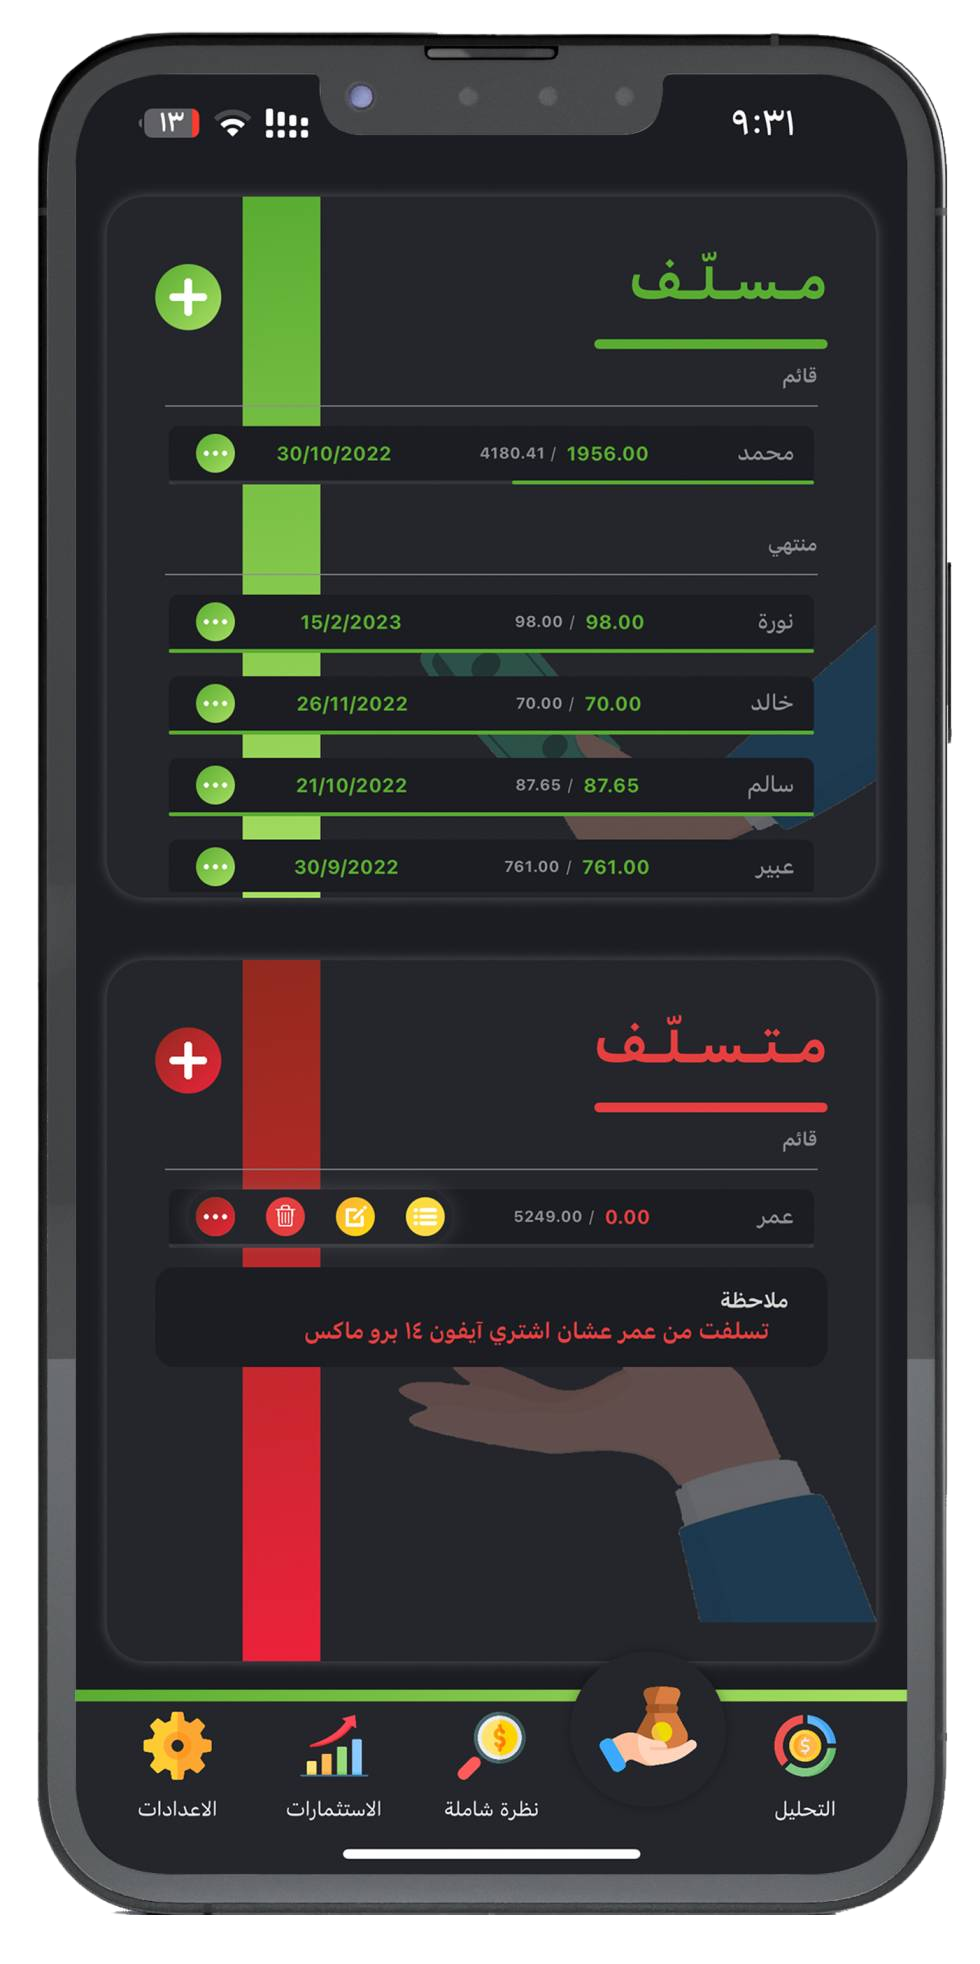 ٩:٣١
١٣
مسلّف
قائم
محمد 1956.00 / 4180.41 30/10/2022
منتهي
نورة 98.00 / 98.00 15/2/2023
خالد 70.00 / 70.00 26/11/2022
سالم 87.65 / 87.65 21/10/2022
عبير 761.00 / 761.00 30/9/2022
متسلّف
قائم
عمر 0.00 / 5249.00
ملاحظة
تسلفت من عمر عشان اشتري آيفون ١٤ برو ماكس
التحليل
نظرة شاملة
الاستثمارات
الاعدادات